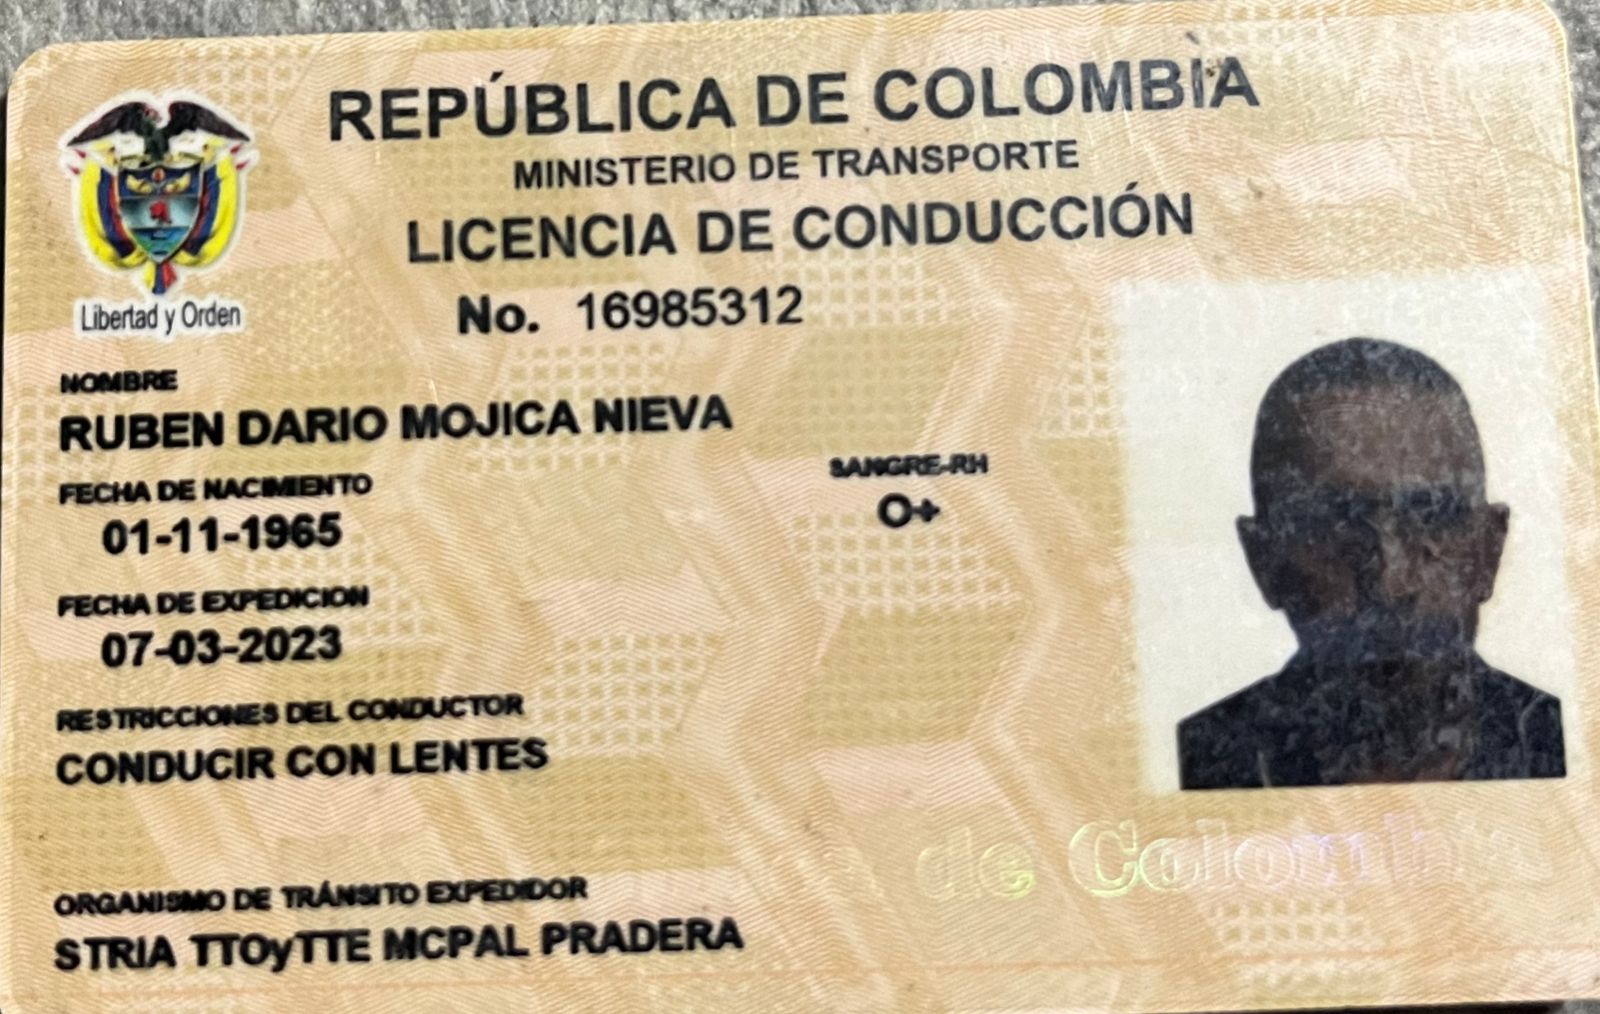 REPÚBLICA DE COLOMBIA
MINISTERIO DE TRANSPORTE
LICENCIA DE CONDUCCIÓN
Libertad y Orden
No. 16985312
NOMBRE
RUBEN DARIO MOJICA NIEVA
FECHA DE NACIMIENTO
01-11-1965
SANGRE-RH
O+
FECHA DE EXPEDICION
07-03-2023
RESTRICCIONES DEL CONDUCTOR
CONDUCIR CON LENTES
de Colombia
ORGANISMO DE TRÁNSITO EXPEDIDOR
STRIA TTOyTTE MCPAL PRADERA